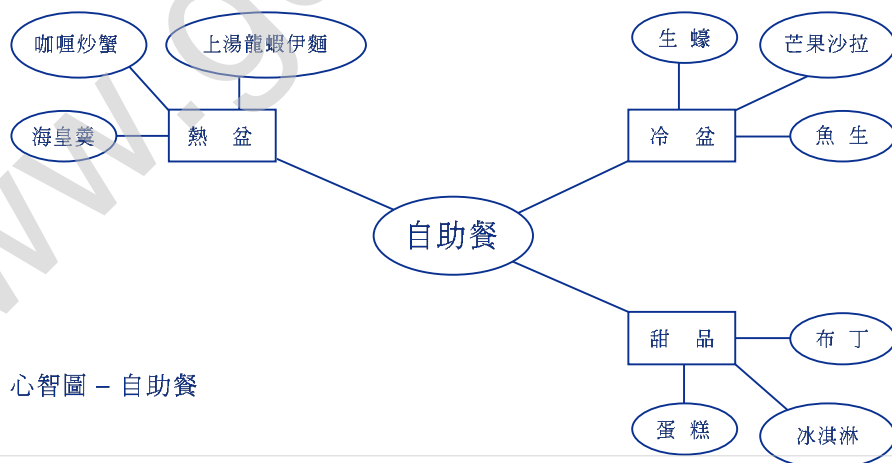 咖喱炒蟹
上湯龍蝦伊麵
海皇羹
熱 盆
生 蠔
芒果沙拉
冷 盆
魚 生
自助餐
甜 品
布 丁
蛋 糕
冰淇淋
心智圖 – 自助餐
www.g